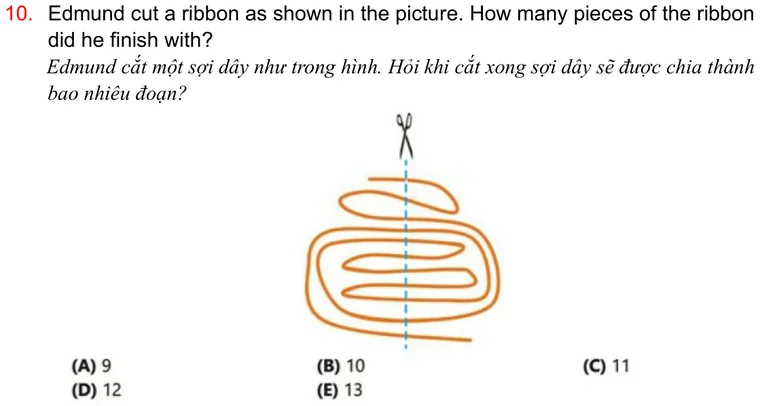 10. Edmund cut a ribbon as shown in the picture. How many pieces of the ribbon
did he finish with?
Edmund cắt một sợi dây như trong hình. Hỏi khi cắt xong sợi dây sẽ được chia thành
bao nhiêu đoạn?
(A) 9 (B) 10 (C) 11
(D) 12 (E) 13